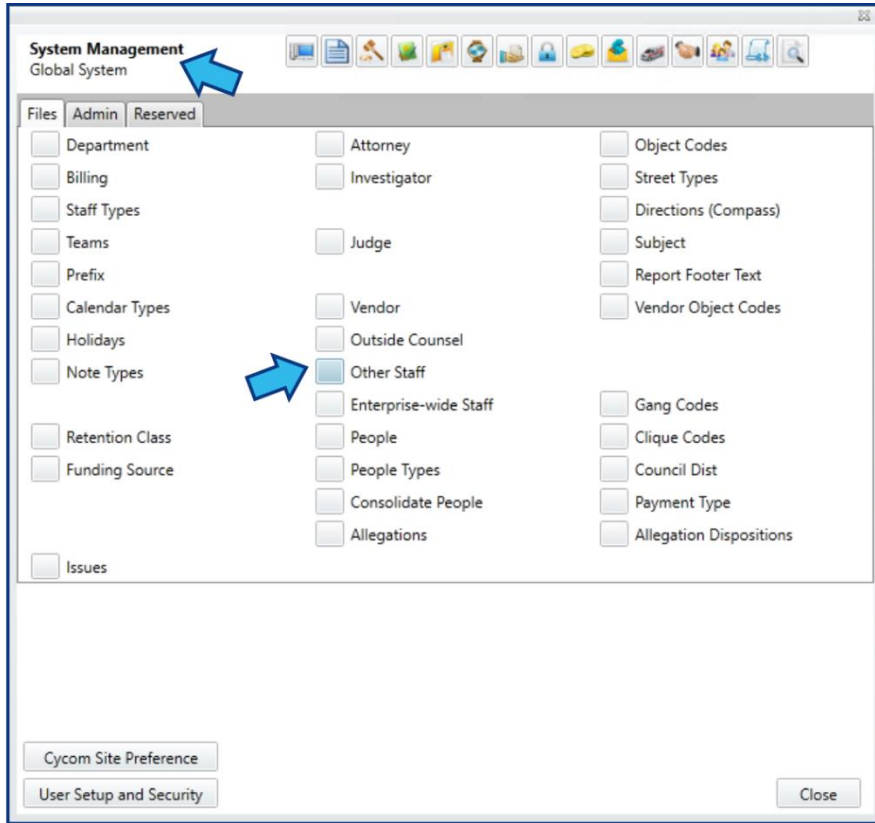 System Management
Global System
Files Admin Reserved
Department Attorney Object Codes
Billing Investigator Street Types
Staff Types Directions (Compass)
Teams Judge Subject
Prefix Report Footer Text
Calendar Types Vendor Vendor Object Codes
Holidays Outside Counsel
Note Types Other Staff
Enterprise-wide Staff Gang Codes
Retention Class People Clique Codes
Funding Source People Types Council Dist
Consolidate People Payment Type
Allegations Allegation Dispositions
Issues
Cycom Site Preference
User Setup and Security Close